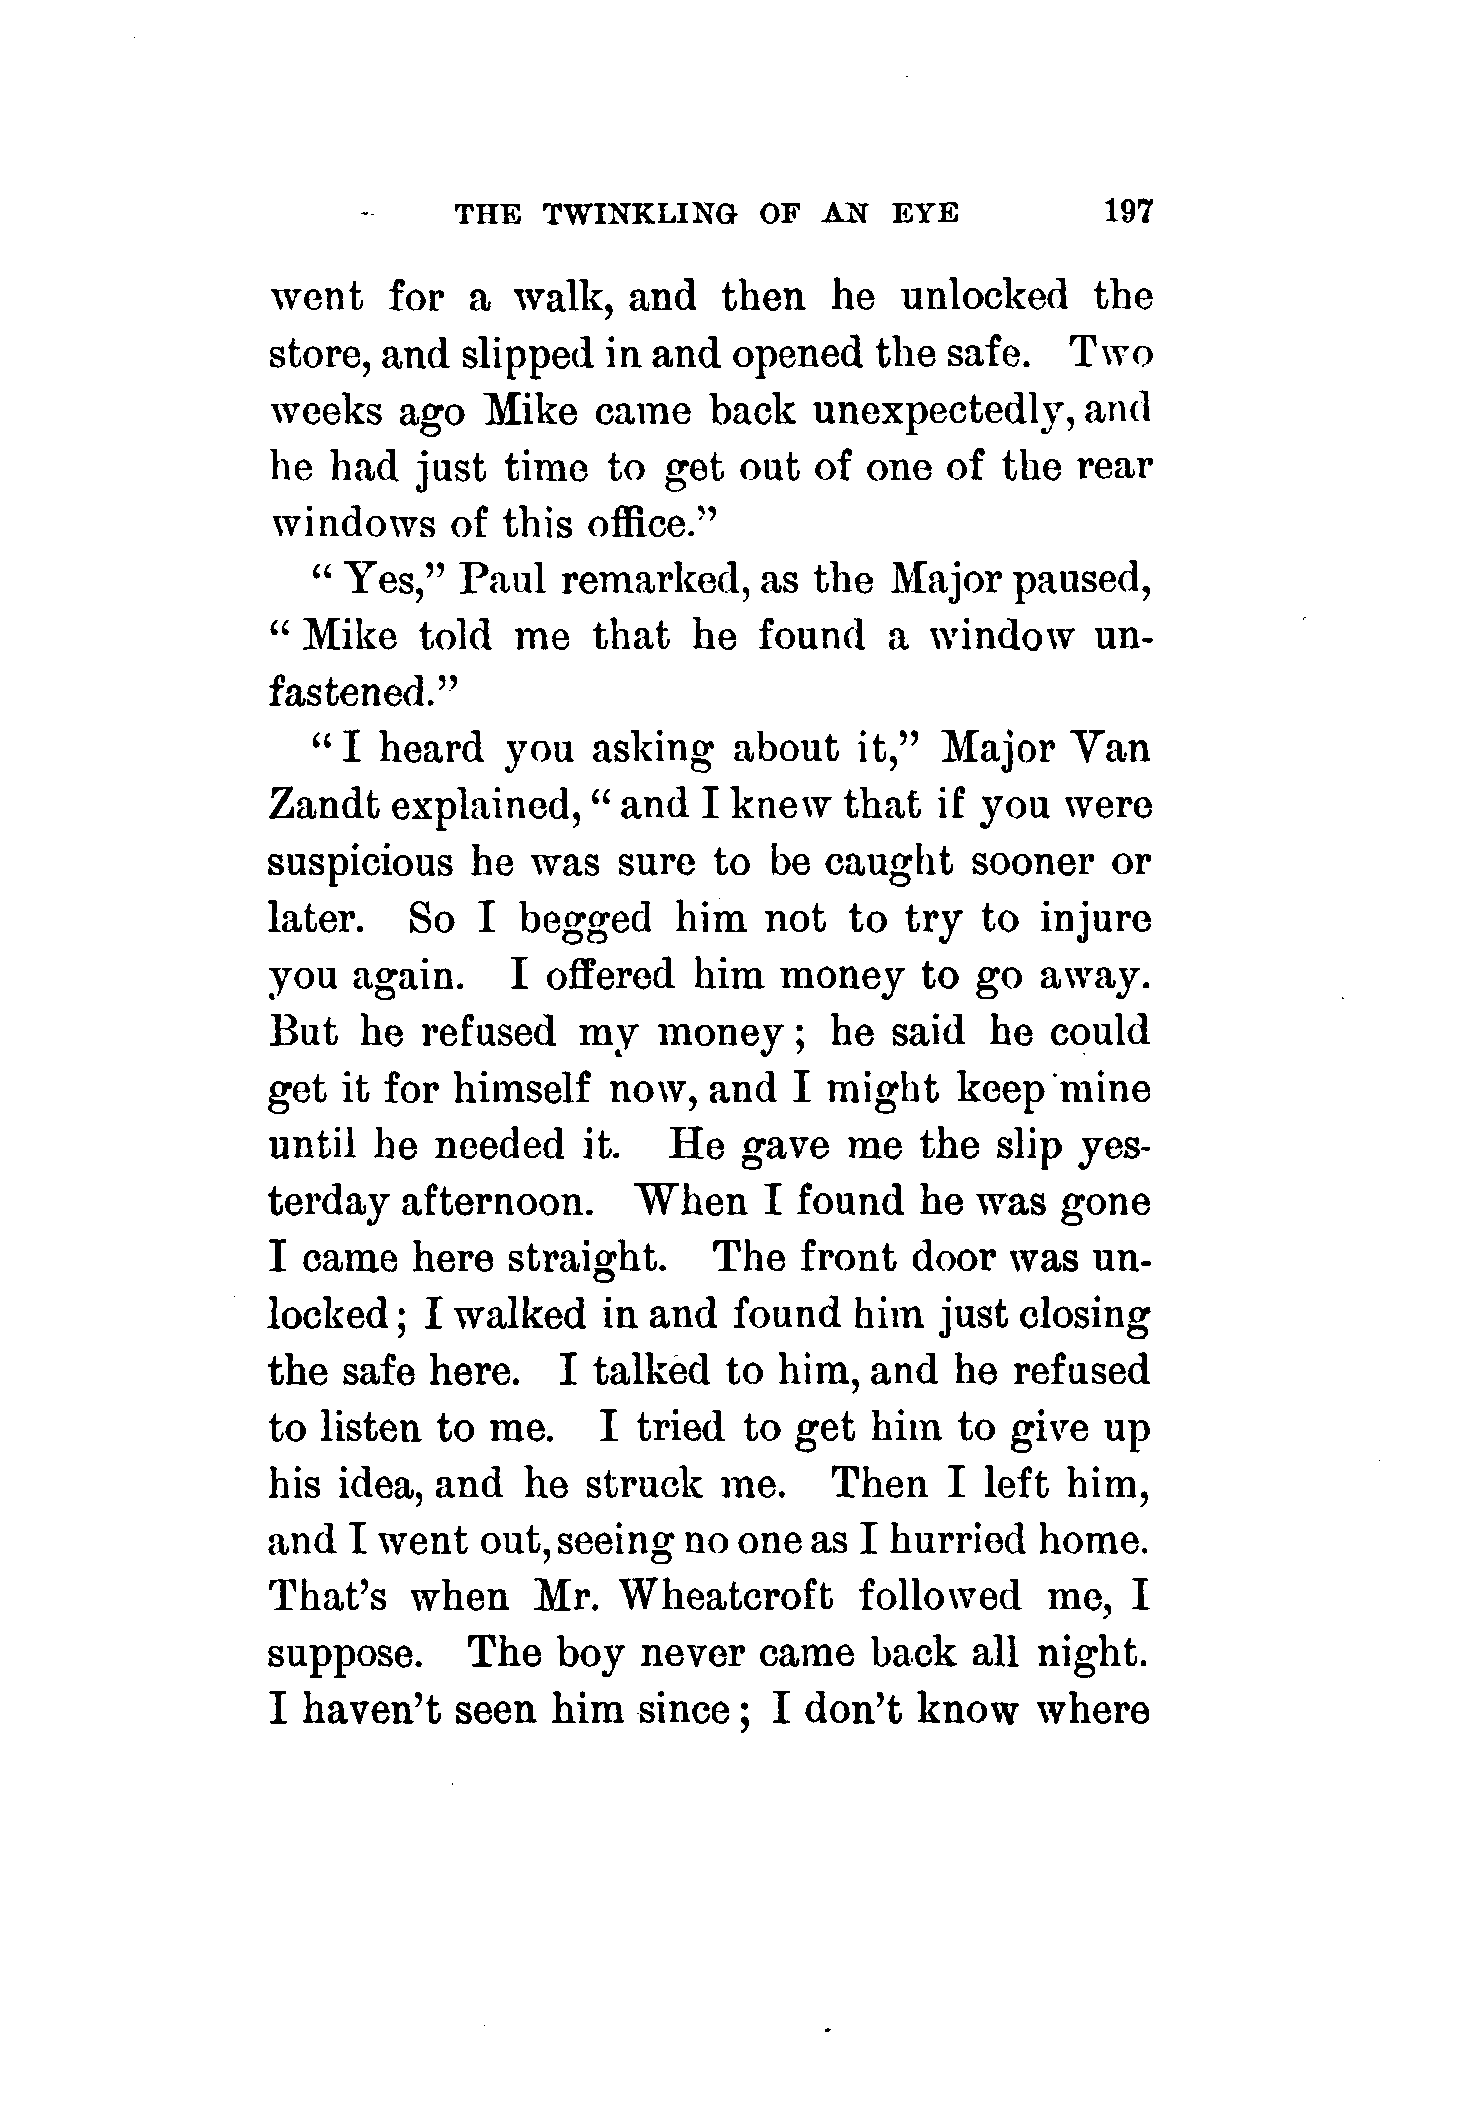 THE TWINKLING OF AN EYE 197
went for a walk, and then he unlocked the
store, and slipped in and opened the safe. Two
weeks ago Mike came back unexpectedly, and
he had just time to get out of one of the rear
windows of this office."
"Yes," Paul remarked, as the Major paused,
"Mike told me that he found a window un-
fastened."
"I heard you asking about it," Major Van
Zandt explained, "and I knew that if you were
suspicious he was sure to be caught sooner or
later. So I begged him not to try to injure
you again. I offered him money to go away.
But he refused my money; he said he could
get it for himself now, and I might keep mine
until he needed it. He gave me the slip yes-
terday afternoon. When I found he was gone
I came here straight. The front door was un-
locked; I walked in and found him just closing
the safe here. I talked to him, and he refused
to listen to me. I tried to get him to give up
his idea, and he struck me. Then I left him,
and I went out, seeing no one as I hurried home.
That's when Mr. Wheatcroft followed me, I
suppose. The boy never came back all night.
I haven't seen him since; I don't know where